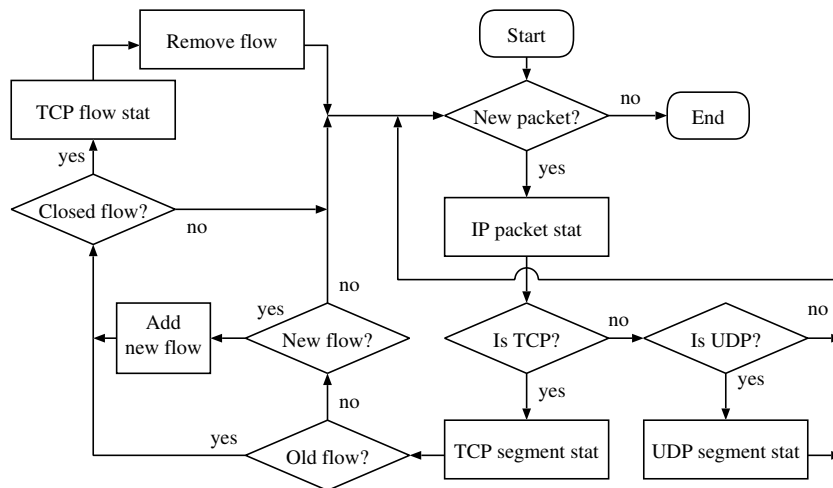 Remove flow
Start
TCP flow stat
New packet?
no
End
yes
yes
Closed flow?
no
IP packet stat
no
yes
Add
new flow
New flow?
Is TCP?
no
Is UDP?
no
no
yes
yes
yes
Old flow?
TCP segment stat
UDP segment stat